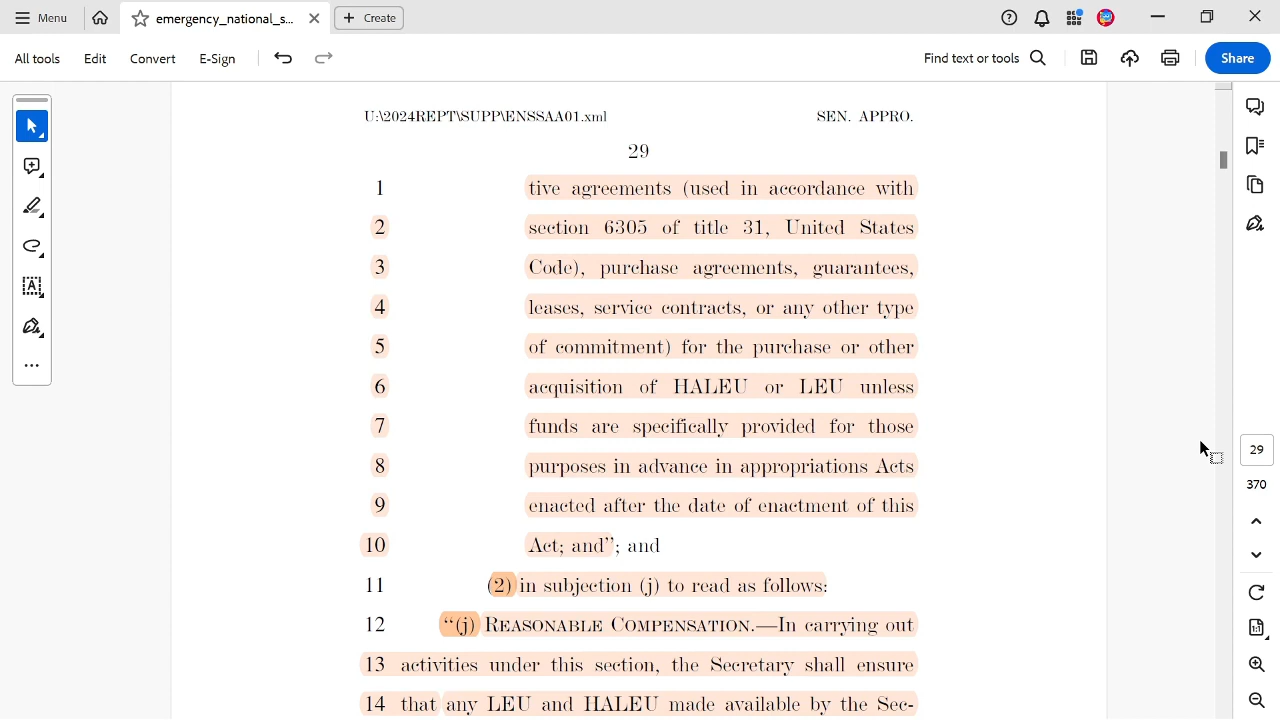 Menu
emergency_national_s...
Create
All tools
Edit
Convert
E-Sign
Find text or tools
Share
U:\2024REPT\SUPP\ENSSAA01.xml SEN. APPRO.
29
1 tive agreements (used in accordance with
2 section 6305 of title 31, United States
3 Code), purchase agreements, guarantees,
4 leases, service contracts, or any other type
5 of commitment) for the purchase or other
6 acquisition of HALEU or LEU unless
7 funds are specifically provided for those
8 purposes in advance in appropriations Acts
9 enacted after the date of enactment of this
10 Act; and’’; and
11 (2) in subjection (j) to read as follows:
12 ‘‘(j) REASONABLE COMPENSATION.—In carrying out
13 activities under this section, the Secretary shall ensure
14 that any LEU and HALEU made available by the Sec-
29
370
1:1